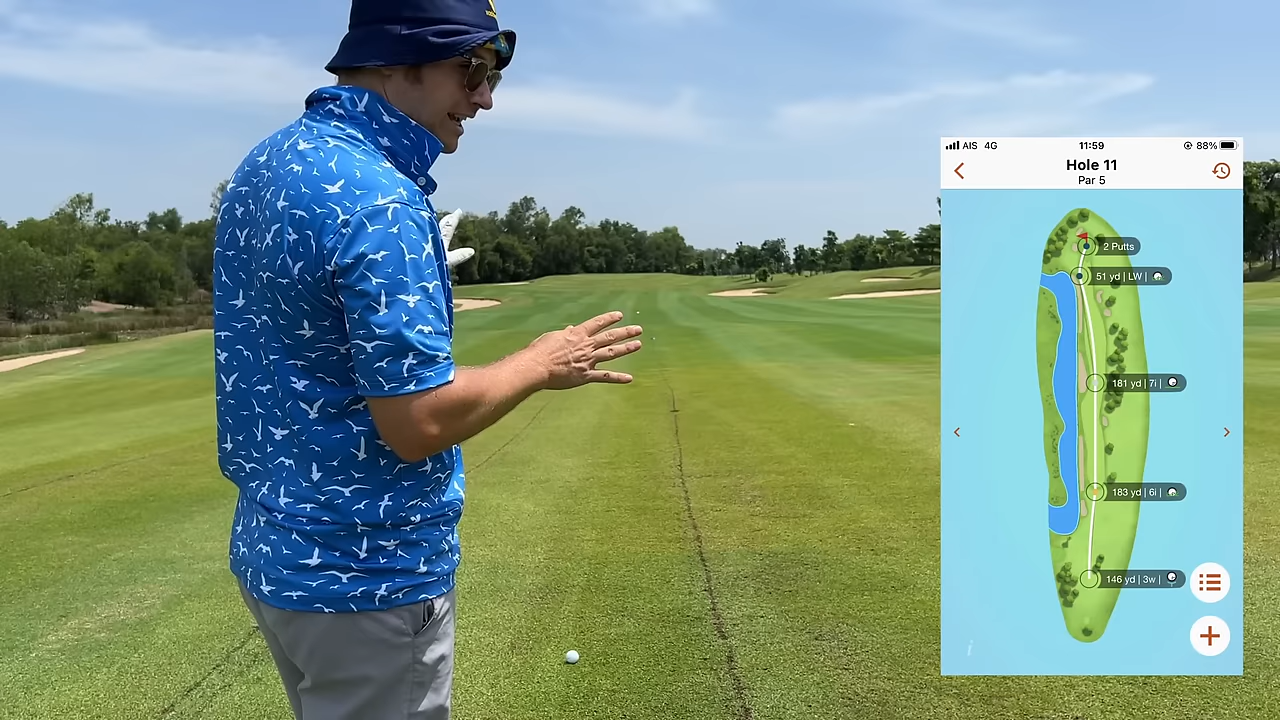 AIS 4G 11:59 88%
Hole 11
Par 5
2 Putts
51 yd | LW |
181 yd | 7i |
183 yd | 6i |
146 yd | 3w |